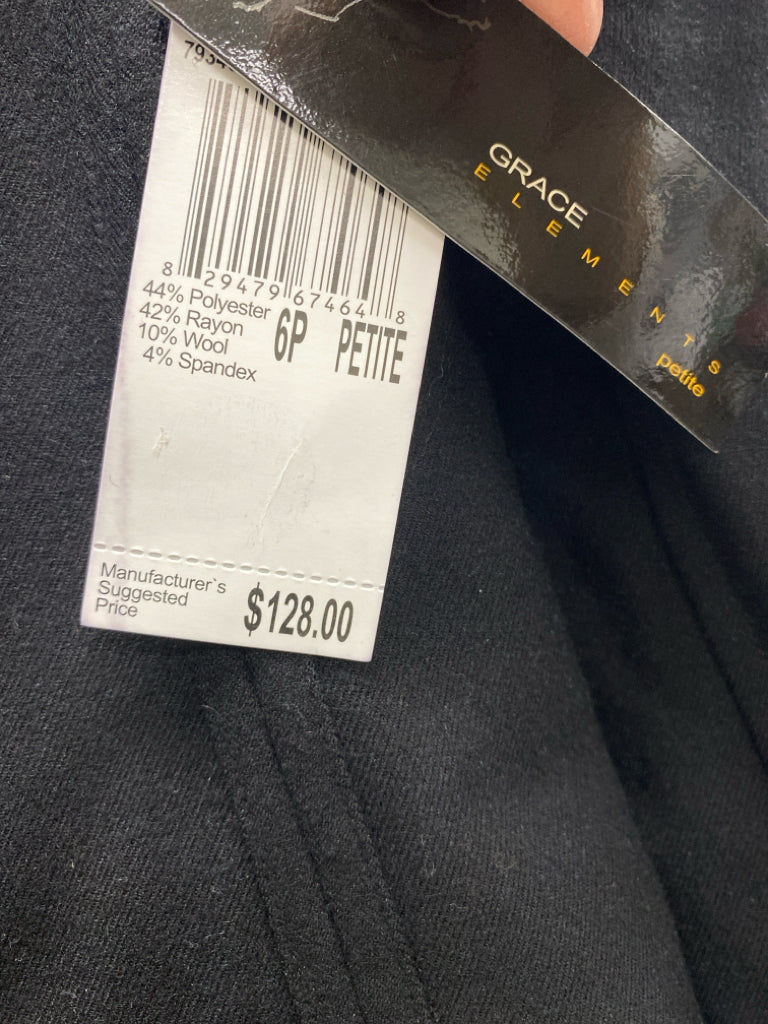 GRACE
ELEMENTS
petite
8 29479 67464 8
44% Polyester
42% Rayon
10% Wool
4% Spandex
6P PETITE
Manufacturer`s
Suggested
Price
$128.00